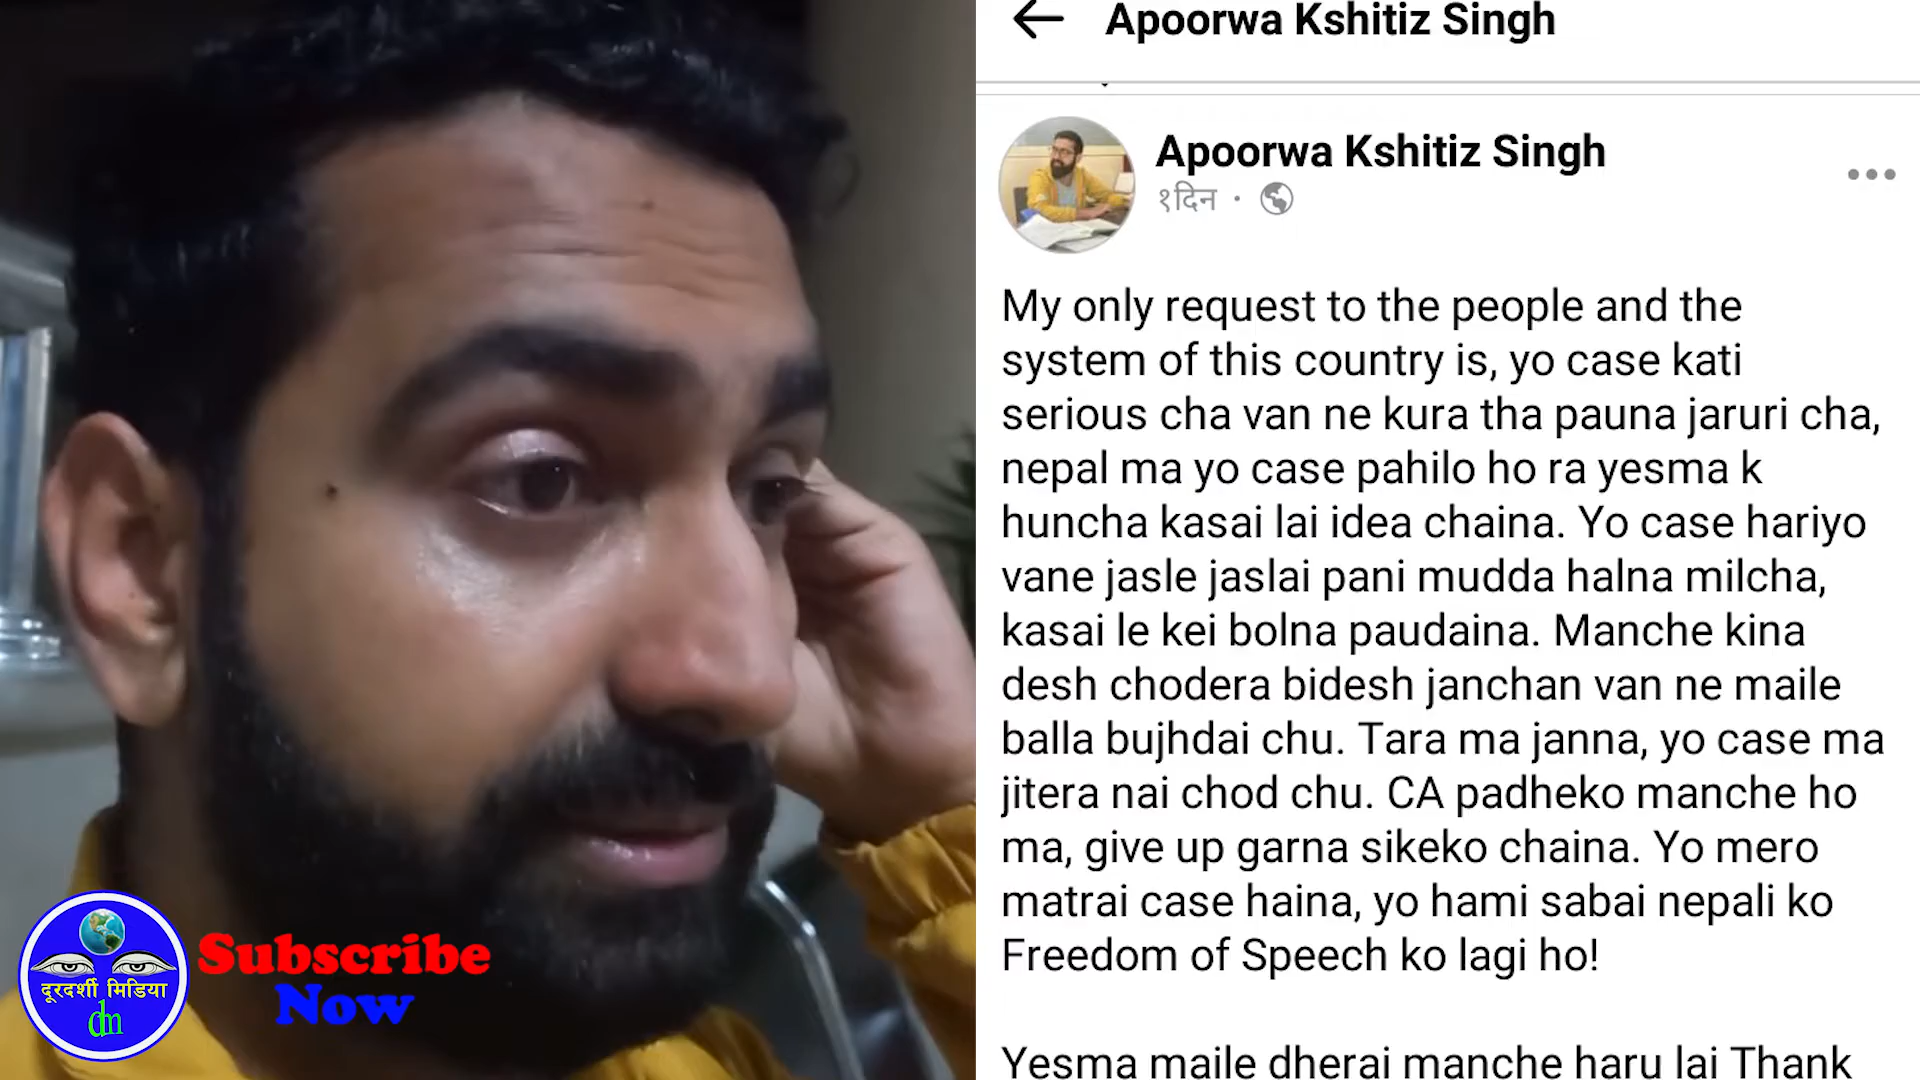 Apoorwa Kshitiz Singh
Apoorwa Kshitiz Singh
१दिन ·
My only request to the people and the
system of this country is, yo case kati
serious cha van ne kura tha pauna jaruri cha,
nepal ma yo case pahilo ho ra yesma k
huncha kasai lai idea chaina. Yo case hariyo
vane jasle jaslai pani mudda halna milcha,
kasai le kei bolna paudaina. Manche kina
desh chodera bidesh janchan van ne maile
balla bujhdai chu. Tara ma janna, yo case ma
jitera nai chod chu. CA padheko manche ho
ma, give up garna sikeko chaina. Yo mero
matrai case haina, yo hami sabai nepali ko
Freedom of Speech ko lagi ho!
Yesma maile dherai manche haru lai Thank
दूरदर्शी मिडिया
dm
Subscribe
Now